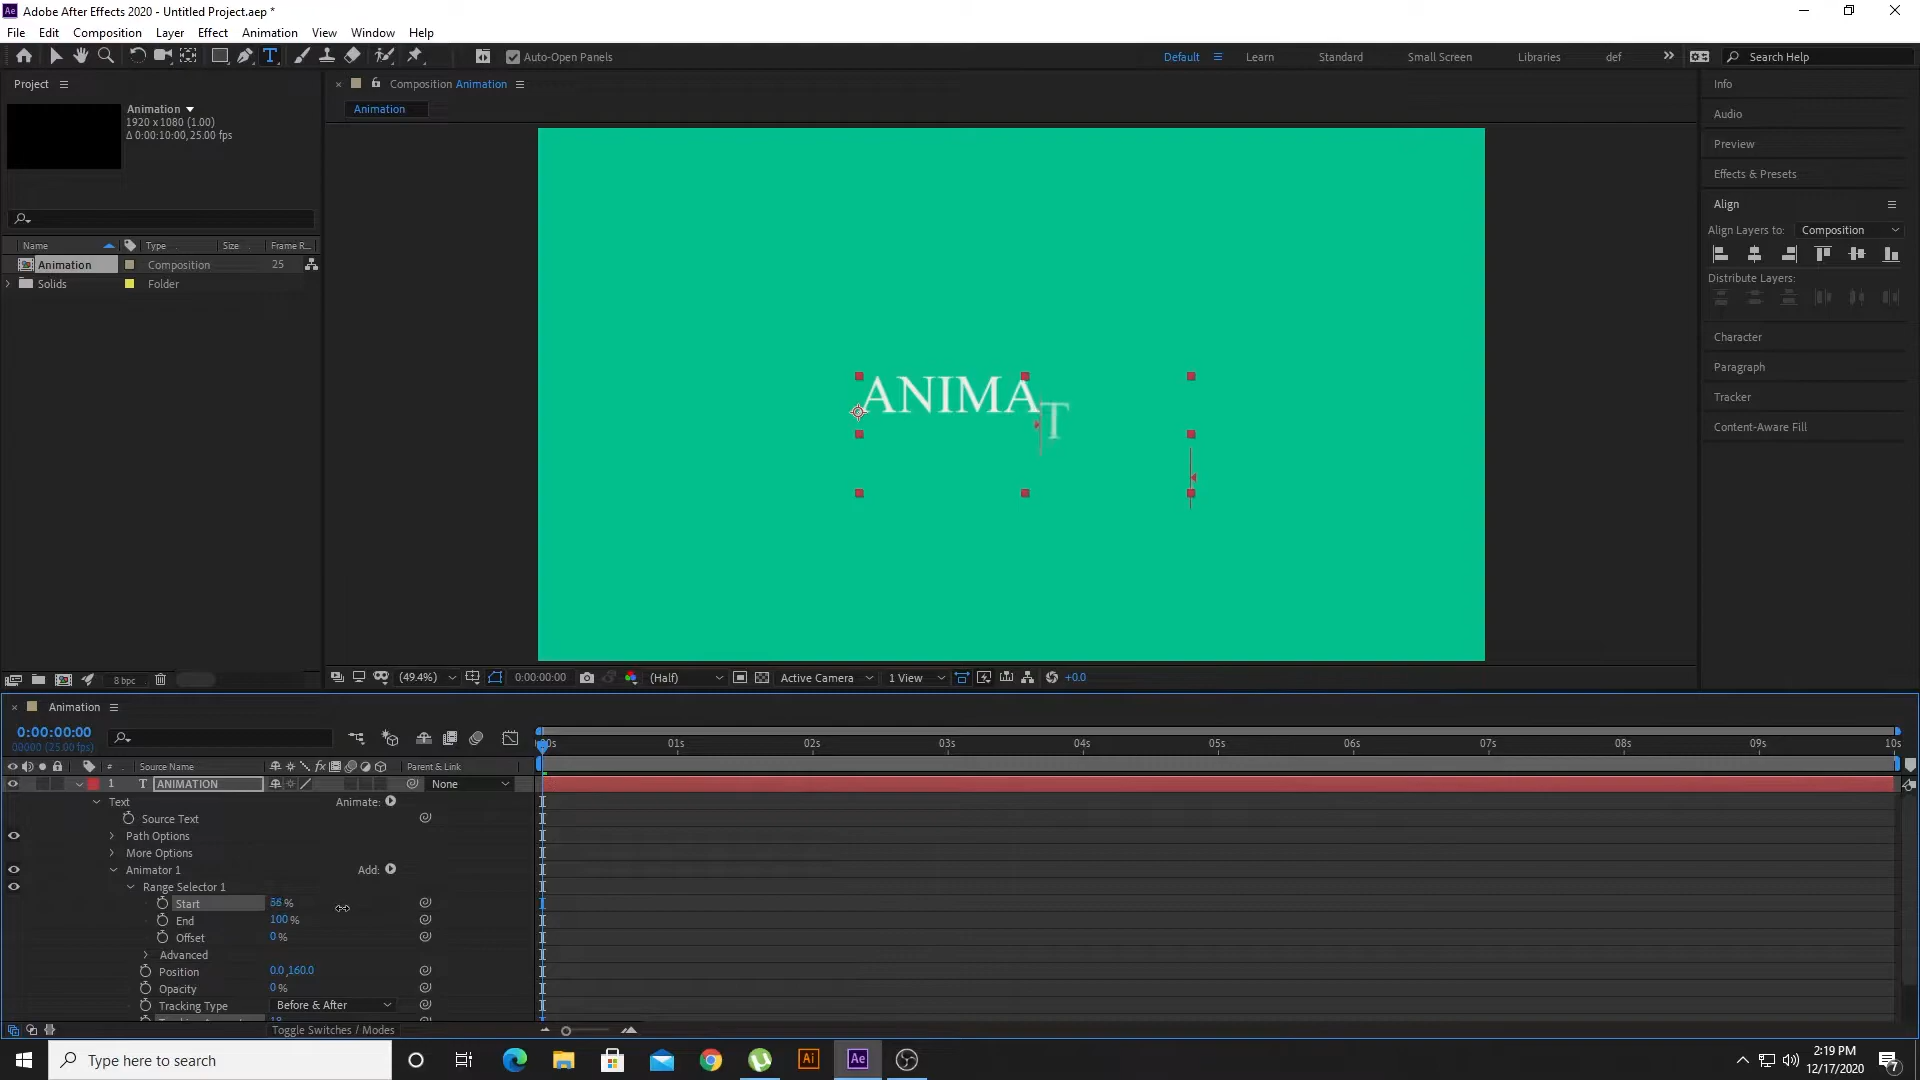 Adobe After Effects 2020 - Untitled Project.aep *
File Edit Composition Layer Effect Animation View Window Help
Auto-Open Panels Default Learn Standard Small Screen Libraries def Search Help
Project
Animation
1920 x 1080 (1.00)
Δ 0:00:10:00, 25.00 fps
Name Type Size Frame R...
Animation Composition 25
Solids Folder
8 bpc
Composition Animation
Animation
ANIMAT
(49.4%) 0:00:00:00 (Half) Active Camera 1 View +0.0
Info
Audio
Preview
Effects & Presets
Align
Align Layers to: Composition
Distribute Layers:
Character
Paragraph
Tracker
Content-Aware Fill
Animation
0:00:00:00
00000 (25.00 fps)
# Source Name fx Parent & Link
:00s 01s 02s 03s 04s 05s 06s 07s 08s 09s 10s
1 T ANIMATION None
Text Animate:
Source Text
Path Options
More Options
Animator 1 Add:
Range Selector 1
Start %
End 100 %
Offset 0 %
Advanced
Position 0.0,160.0
Opacity 0 %
Tracking Type Before & After
Toggle Switches / Modes
Type here to search
Ai Ae
2:19 PM
12/17/2020
7